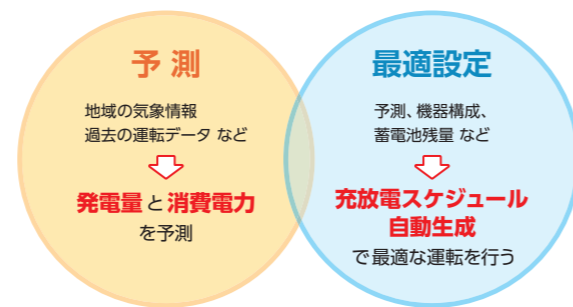 予測
地域の気象情報
過去の運転データ など
発電量と消費電力
を予測
最適設定
予測、機器構成、
蓄電池残量 など
充放電スケジュール
自動生成
で最適な運転を行う